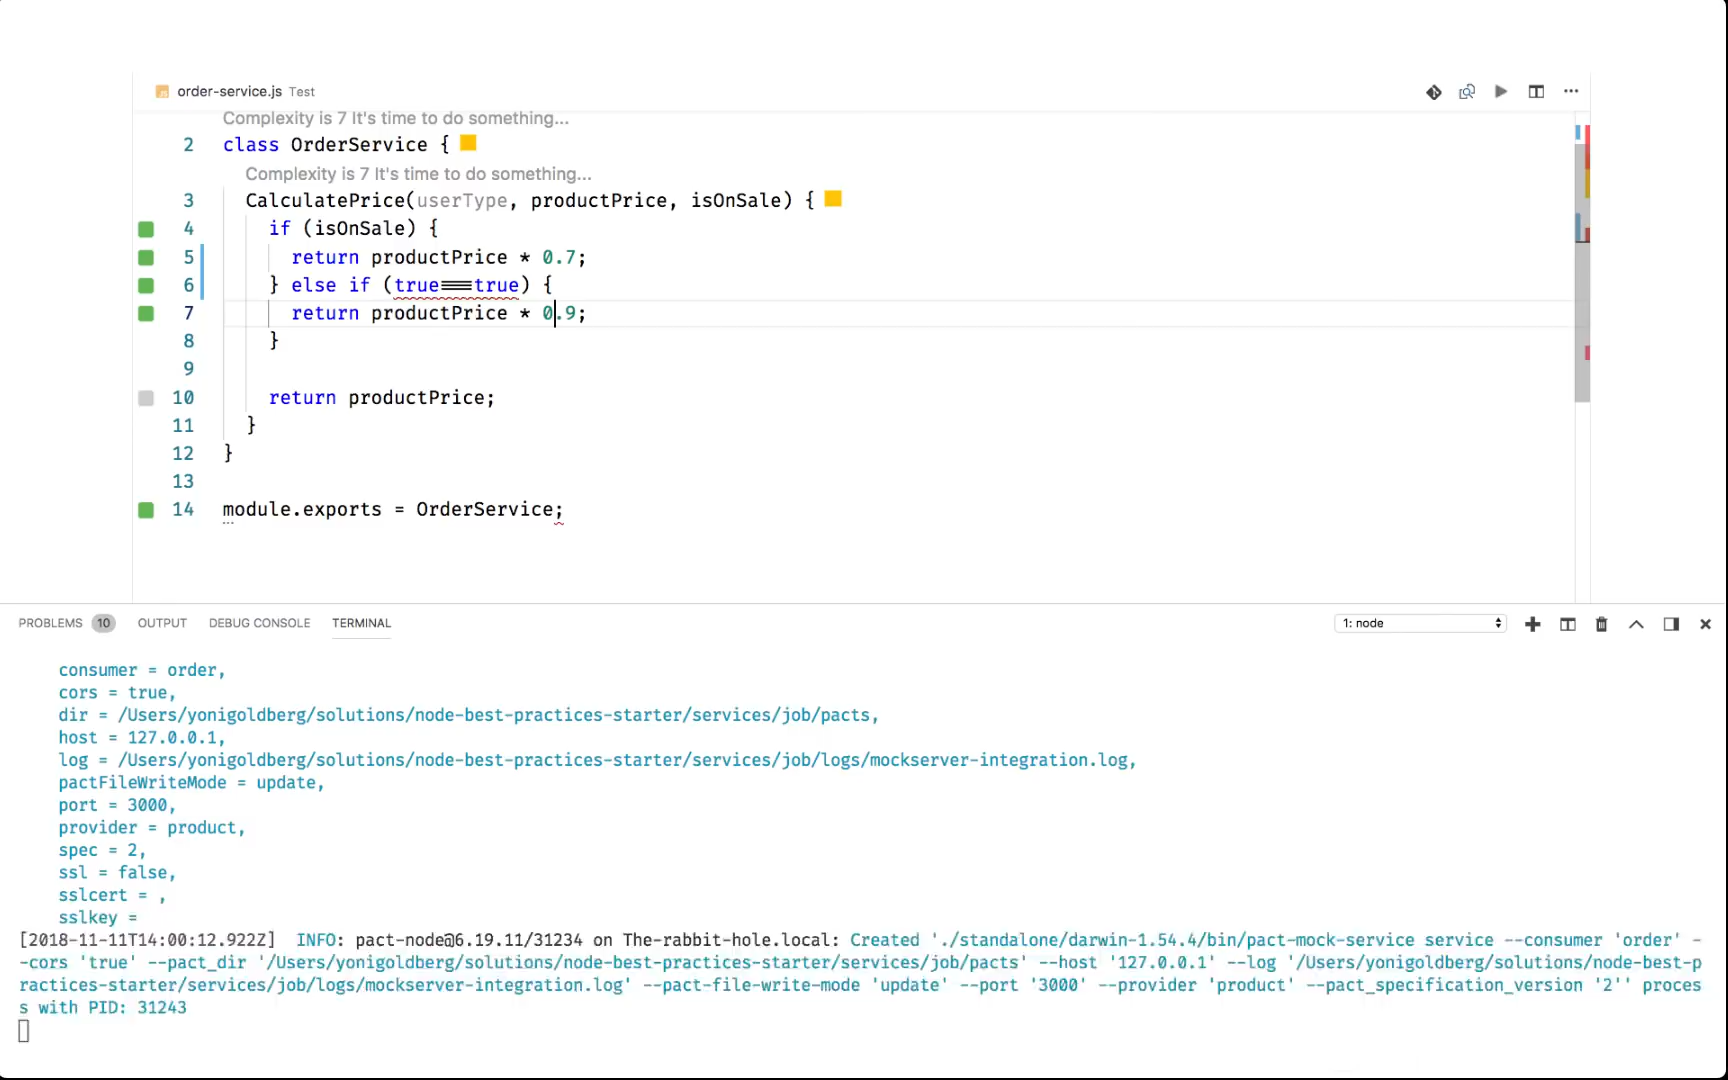 order-service.js Test
Complexity is 7 It's time to do something...
2 class OrderService {
Complexity is 7 It's time to do something...
3 CalculatePrice(userType, productPrice, isOnSale) {
4 if (isOnSale) {
5 return productPrice * 0.7;
6 } else if (true===true) {
7 return productPrice * 0.9;
8 }
9
10 return productPrice;
11 }
12 }
13
14 module.exports = OrderService;
PROBLEMS 10 OUTPUT DEBUG CONSOLE TERMINAL 1: node
consumer = order,
cors = true,
dir = /Users/yonigoldberg/solutions/node-best-practices-starter/services/job/pacts,
host = 127.0.0.1,
log = /Users/yonigoldberg/solutions/node-best-practices-starter/services/job/logs/mockserver-integration.log,
pactFileWriteMode = update,
port = 3000,
provider = product,
spec = 2,
ssl = false,
sslcert = ,
sslkey =
[2018-11-11T14:00:12.922Z]  INFO: pact-node@6.19.11/31234 on The-rabbit-hole.local: Created './standalone/darwin-1.54.4/bin/pact-mock-service service --consumer 'order' -
-cors 'true' --pact_dir '/Users/yonigoldberg/solutions/node-best-practices-starter/services/job/pacts' --host '127.0.0.1' --log '/Users/yonigoldberg/solutions/node-best-p
ractices-starter/services/job/logs/mockserver-integration.log' --pact-file-write-mode 'update' --port '3000' --provider 'product' --pact_specification_version '2'' proces
s with PID: 31243